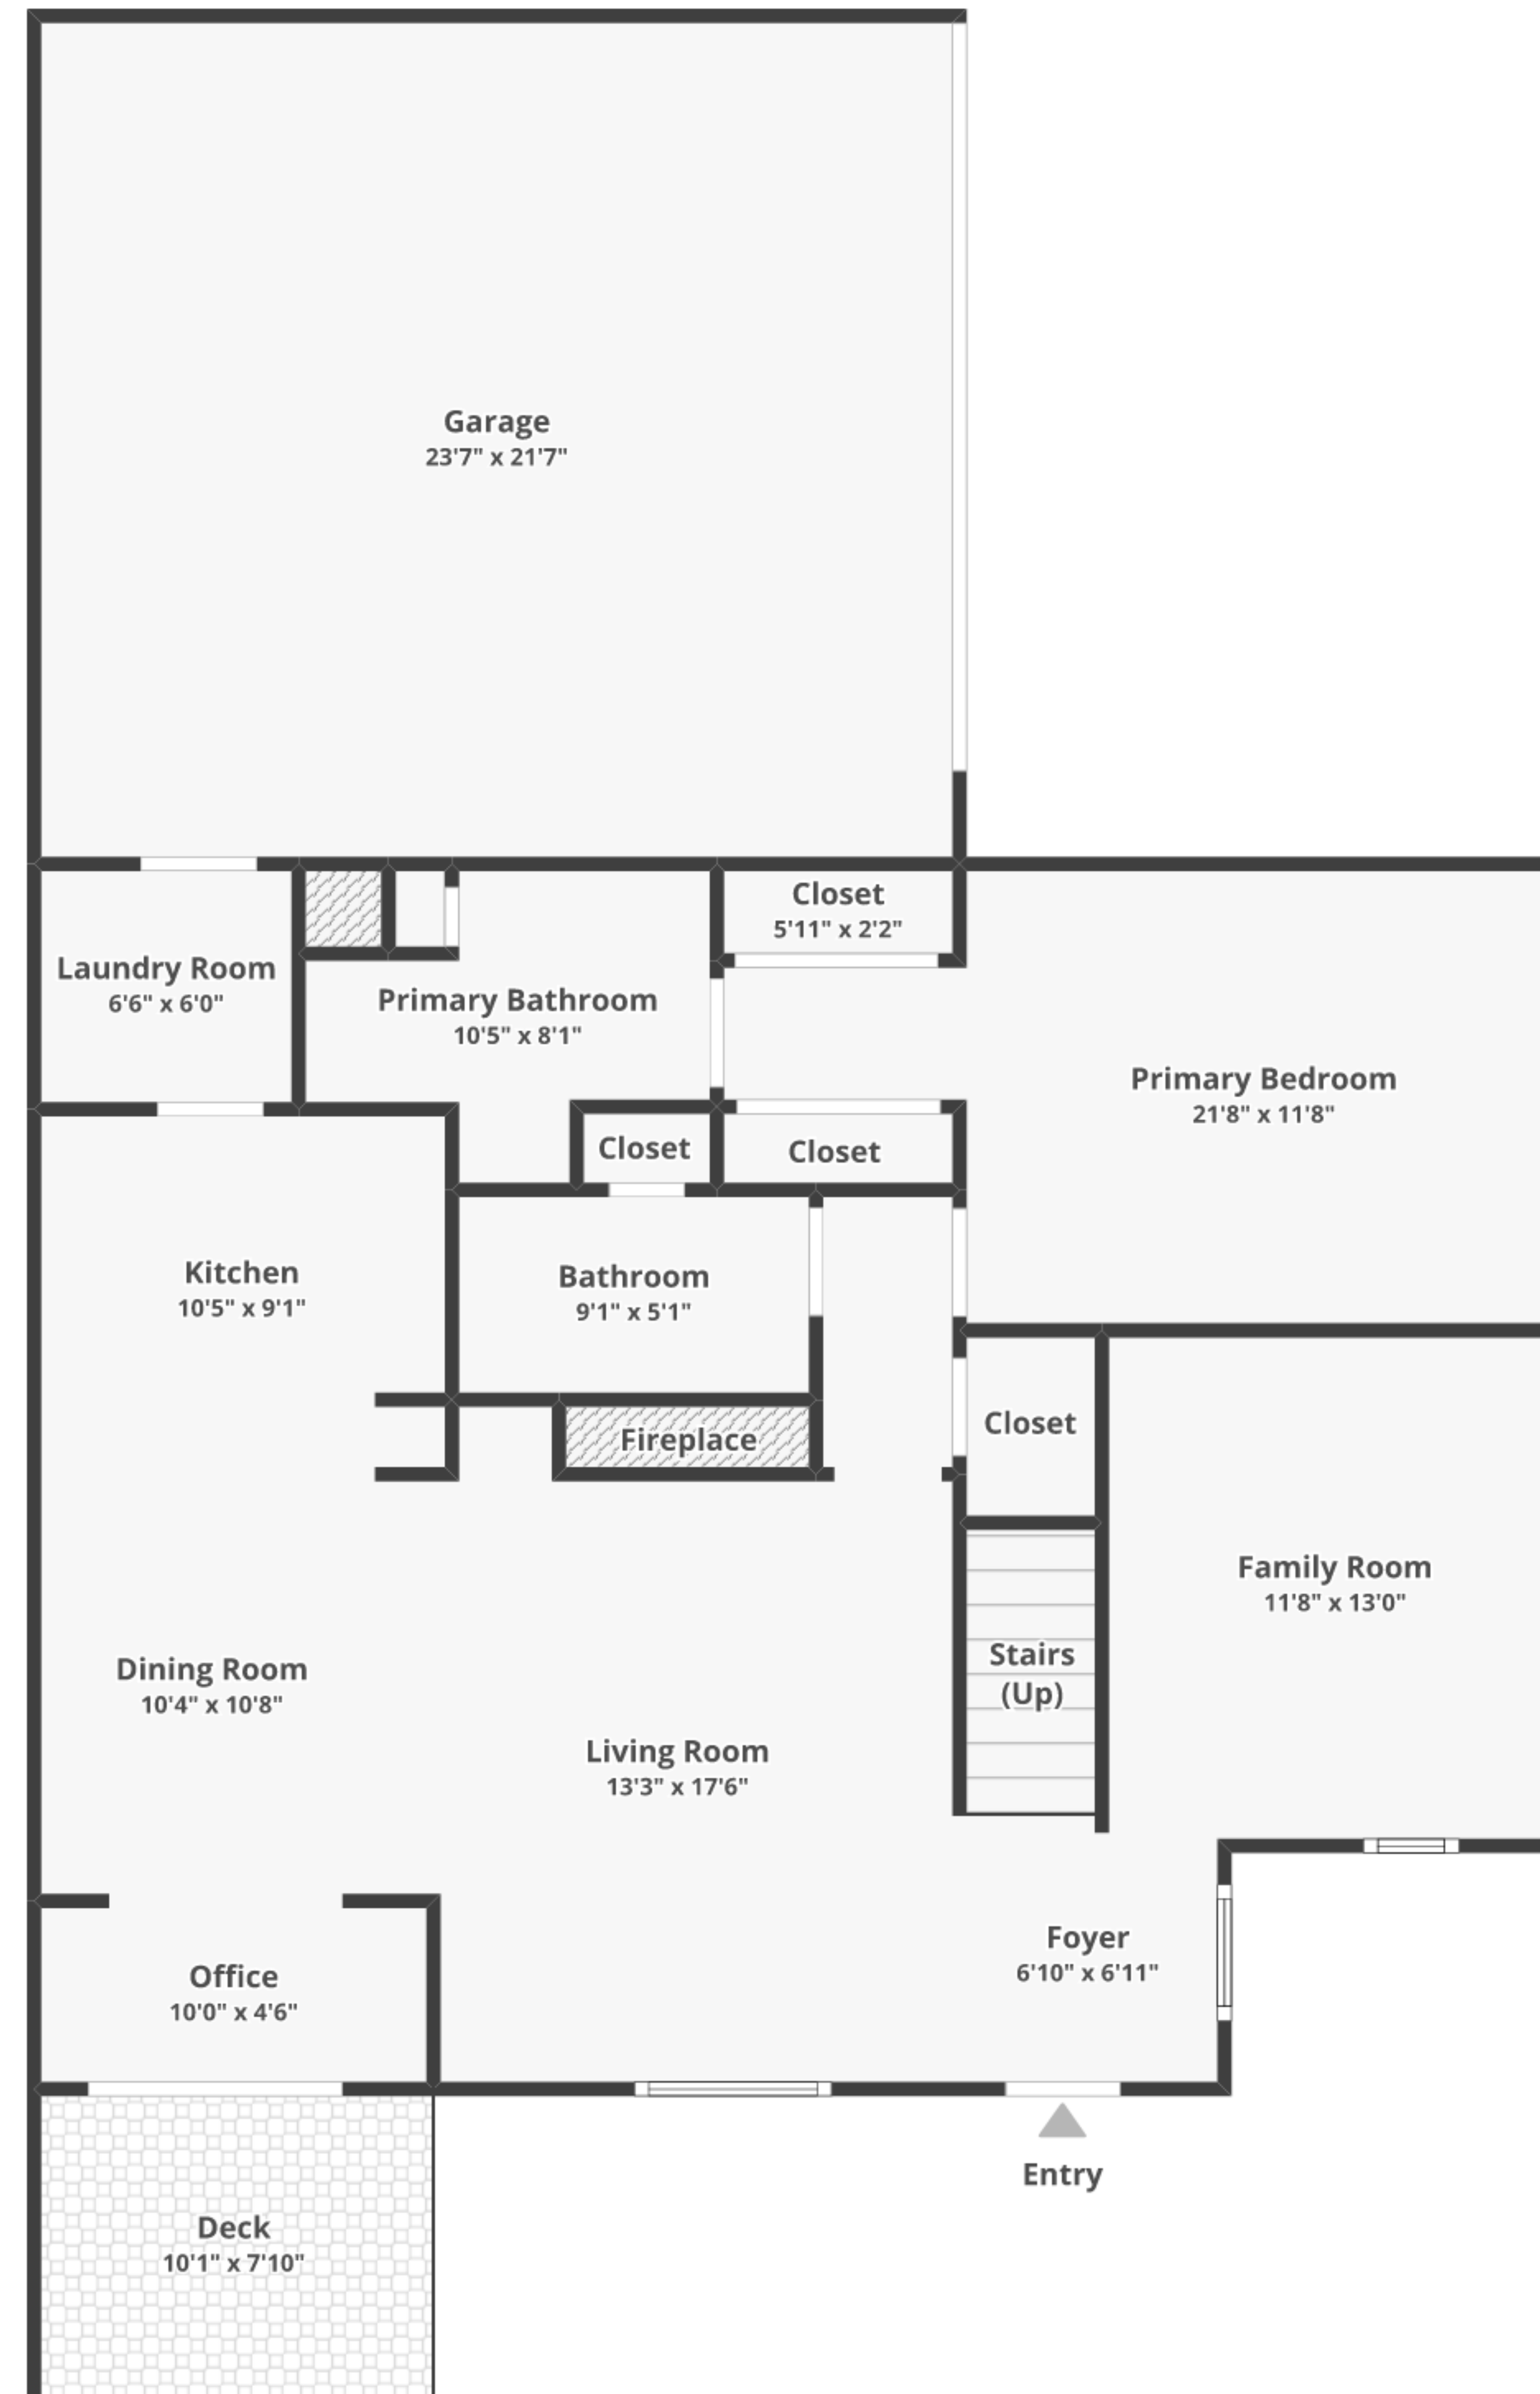 Garage
23'7" x 21'7"
Closet
5'11" x 2'2"
Laundry Room
6'6" x 6'0"
Primary Bathroom
10'5" x 8'1"
Primary Bedroom
21'8" x 11'8"
Closet
Closet
Kitchen
10'5" x 9'1"
Bathroom
9'1" x 5'1"
Closet
Fireplace
Family Room
11'8" x 13'0"
Stairs
(Up)
Dining Room
10'4" x 10'8"
Living Room
13'3" x 17'6"
Foyer
6'10" x 6'11"
Office
10'0" x 4'6"
Entry
Deck
10'1" x 7'10"